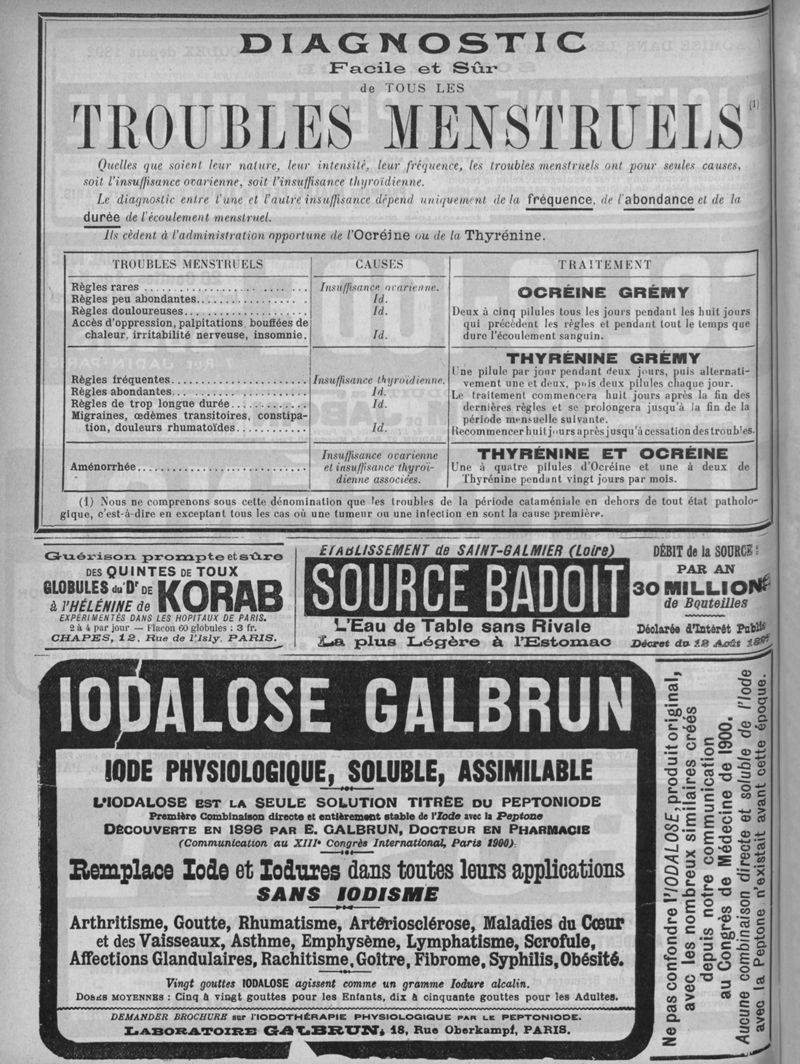 DIAGNOSTIC
Facile et Sûr
de TOUS LES
TROUBLES MENSTRUELS (1)
Quelles que soient leur nature, leur intensité, leur fréquence, les troubles menstruels ont pour seules causes,
soit l'insuffisance ovarienne, soit l'insuffisance thyroïdienne.
Le diagnostic entre l'une et l'autre insuffisance dépend uniquement de la fréquence, de l'abondance et de la
durée de l'écoulement menstruel.
Ils cèdent à l'administration opportune de l'Ocréine ou de la Thyrénine.
TROUBLES MENSTRUELS
Règles rares
Règles peu abondantes
Règles douloureuses
Accès d'oppression, palpitations, bouffées de
chaleur, irritabilité nerveuse, insomnie.
CAUSES
Insuffisance ovarienne.
Id.
Id.
Id.
TRAITEMENT
OCRÉINE GRÉMY
Deux à cinq pilules tous les jours pendant les huit jours
qui précèdent les règles et pendant tout le temps que
dure l'écoulement sanguin.
Règles fréquentes
Règles abondantes
Règles de trop longue durée
Migraines, œdèmes transitoires, constipa-
tion, douleurs rhumatoïdes
Insuffisance thyroïdienne.
Id.
Id.
Id.
THYRÉNINE GRÉMY
Une pilule par jour pendant deux jours, puis alternati-
vement une et deux, puis deux pilules chaque jour.
Le traitement commencera huit jours après la fin des
dernières règles et se prolongera jusqu'à la fin de la
période mensuelle suivante.
Recommencer huit jours après jusqu'à cessation des troubles.
Aménorrhée
Insuffisance ovarienne
et insuffisance thyroï-
dienne associées.
THYRÉNINE ET OCRÉINE
Une à quatre pilules d'Ocréine et une à deux de
Thyrénine pendant vingt jours par mois.
(1) Nous ne comprenons sous cette dénomination que les troubles de la période cataméniale en dehors de tout état patholo-
gique, c'est-à-dire en exceptant tous les cas où une tumeur ou une infection en sont la cause première.
Guérison prompte et sûre
DES QUINTES DE TOUX
GLOBULES du Dr DE KORAB
à l'HÉLÉNINE de
EXPÉRIMENTÉS DANS LES HOPITAUX DE PARIS.
2 à 4 par jour — Flacon 60 globules : 3 fr.
CHAPES, 12, Rue de l'Isly. PARIS.
ÉTABLISSEMENT de SAINT-GALMIER (Loire)
SOURCE BADOIT
L'Eau de Table sans Rivale
La plus Légère à l'Estomac
DÉBIT de la SOURCE :
PAR AN
30 MILLIONS
de Bouteilles
Déclarée d'Intérêt Public
Décret du 12 Août 1897
IODALOSE GALBRUN
IODE PHYSIOLOGIQUE, SOLUBLE, ASSIMILABLE
L'IODALOSE EST LA SEULE SOLUTION TITRÉE DU PEPTONIODE
Première Combinaison directe et entièrement stable de l'Iode avec la Peptone
DÉCOUVERTE EN 1896 PAR E. GALBRUN, DOCTEUR EN PHARMACIE
(Communication au XIIIe Congrès International, Paris 1900).
Remplace Iode et Iodures dans toutes leurs applications
SANS IODISME
Arthritisme, Goutte, Rhumatisme, Artériosclérose, Maladies du Cœur
et des Vaisseaux, Asthme, Emphysème, Lymphatisme, Scrofule,
Affections Glandulaires, Rachitisme, Goître, Fibrome, Syphilis, Obésité.
Vingt gouttes IODALOSE agissent comme un gramme Iodure alcalin.
DOSES MOYENNES : Cinq à vingt gouttes pour les Enfants, dix à cinquante gouttes pour les Adultes.
DEMANDER BROCHURE sur l'IODOTHÉRAPIE PHYSIOLOGIQUE PAR LE PEPTONIODE.
LABORATOIRE GALBRUN, 18, Rue Oberkampf, PARIS.
Ne pas confondre l'IODALOSE, produit original,
avec les nombreux similaires créés
depuis notre communication
au Congrès de Médecine de 1900.
Aucune combinaison directe et soluble de l'Iode
avec la Peptone n'existait avant cette époque.